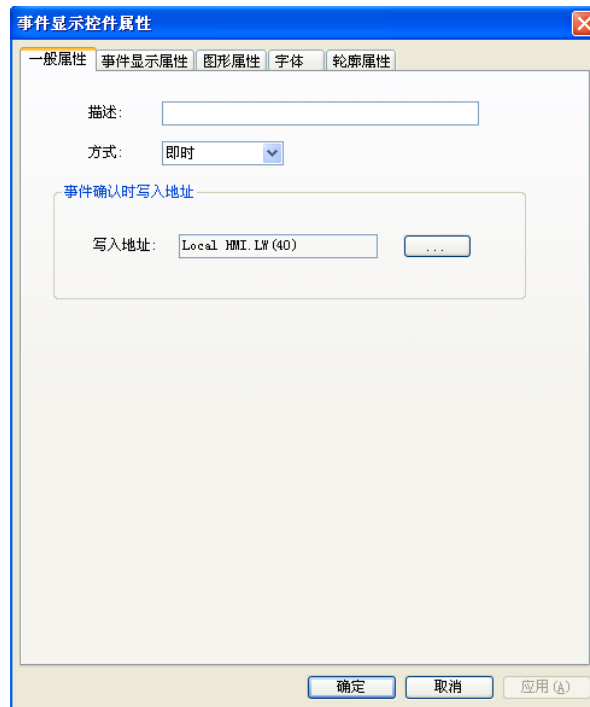 事件显示控件属性
一般属性 事件显示属性 图形属性 字体 轮廓属性
描述:
方式: 即时
事件确认时写入地址
写入地址: Local HMI.LW(40) ...
确定 取消 应用(A)